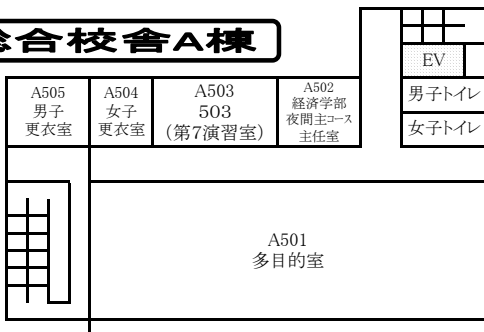 総合校舎A棟
EV
A505
男子
更衣室
A504
女子
更衣室
A503
503
(第7演習室)
A502
経済学部
夜間主コース
主任室
男子トイレ
女子トイレ
A501
多目的室